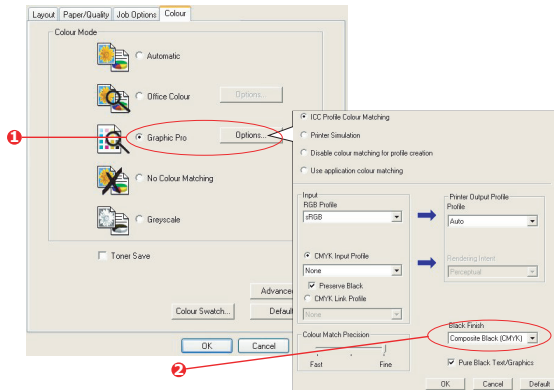 Layout Paper/Quality Job Options Colour
Colour Mode
Automatic
Office Colour
Options...
Graphic Pro
Options...
No Colour Matching
Greyscale
Toner Save
Advance
Colour Swatch...
Default
OK
Cancel
1
ICC Profile Colour Matching
Printer Simulation
Disable colour matching for profile creation
Use application colour matching
Input
RGB Profile
sRGB
CMYK Input Profile
None
Preserve Black
CMYK Link Profile
None
Printer Output Profile
Profile
Auto
Rendering Intent
Perceptual
Colour Match Precision
Fast
Fine
Black Finish
Composite Black (CMYK)
Pure Black Text/Graphics
OK
Cancel
Default
2